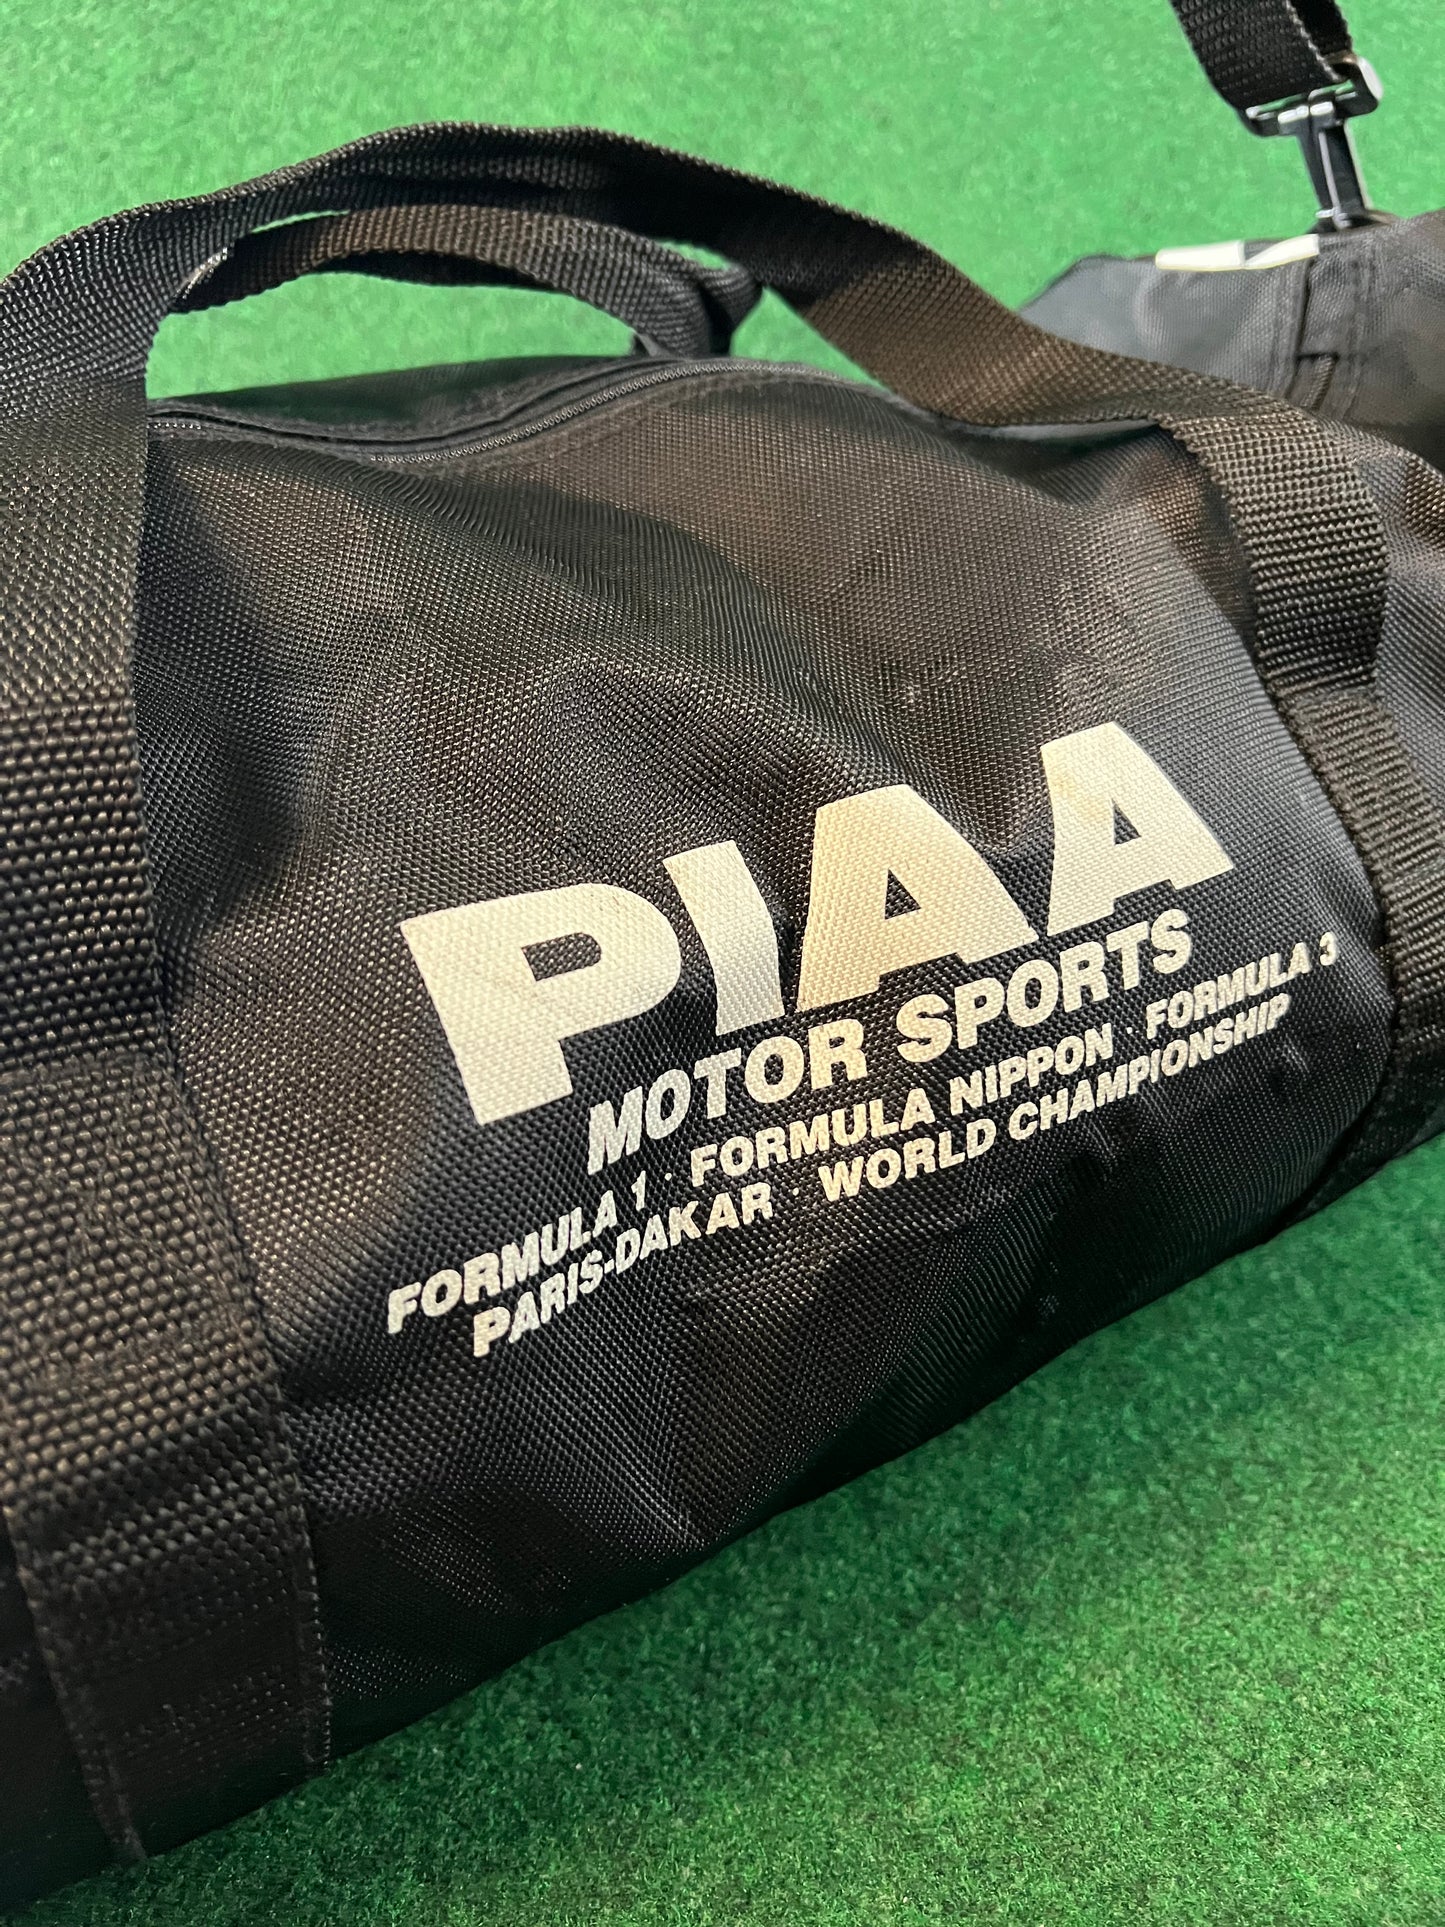 PIAA
MOTOR SPORTS
FORMULA 1 · FORMULA NIPPON · FORMULA 3
PARIS-DAKAR · WORLD CHAMPIONSHIP